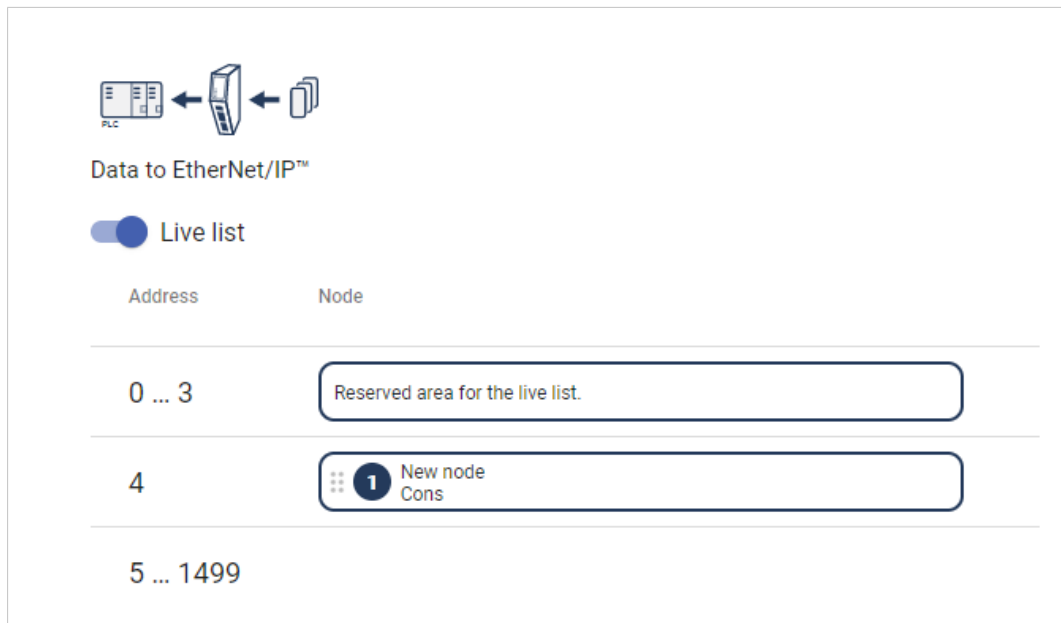 PLC
Data to EtherNet/IP™
Live list
Address Node
0 ... 3 Reserved area for the live list.
4 1 New node
Cons
5 ... 1499